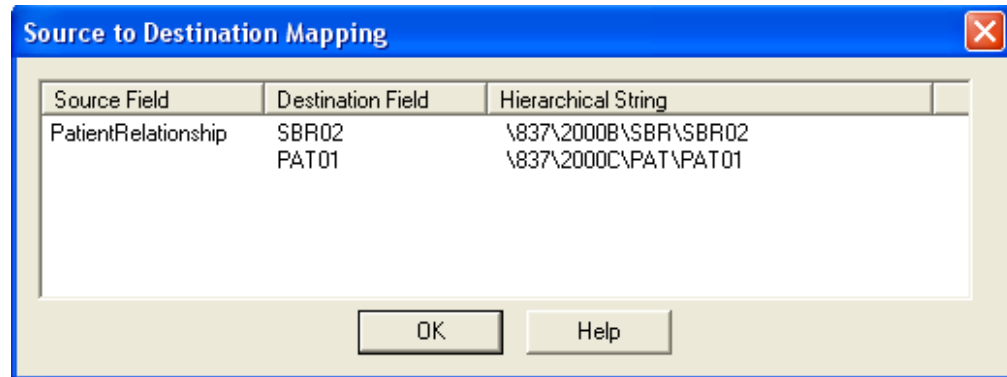 Source to Destination Mapping
Source Field Destination Field Hierarchical String
PatientRelationship SBR02 \837\2000B\SBR\SBR02
PAT01 \837\2000C\PAT\PAT01
OK Help